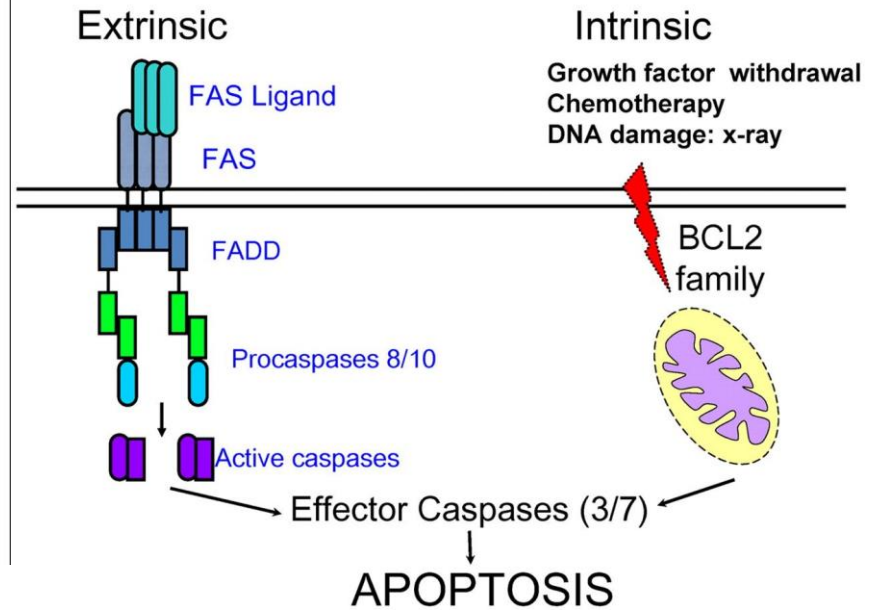 Extrinsic
FAS Ligand
FAS
FADD
Procaspases 8/10
Active caspases
Intrinsic
Growth factor withdrawal
Chemotherapy
DNA damage: x-ray
BCL2
family
Effector Caspases (3/7)
APOPTOSIS